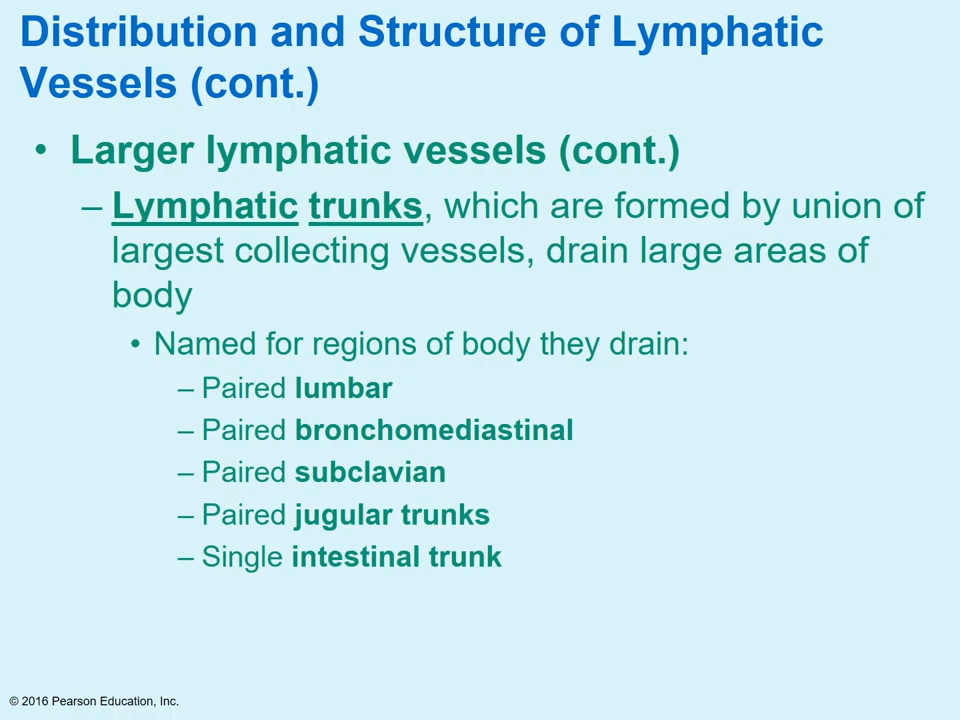 Distribution and Structure of Lymphatic
Vessels (cont.)
• Larger lymphatic vessels (cont.)
– Lymphatic trunks, which are formed by union of
largest collecting vessels, drain large areas of
body
• Named for regions of body they drain:
– Paired lumbar
– Paired bronchomediastinal
– Paired subclavian
– Paired jugular trunks
– Single intestinal trunk
© 2016 Pearson Education, Inc.